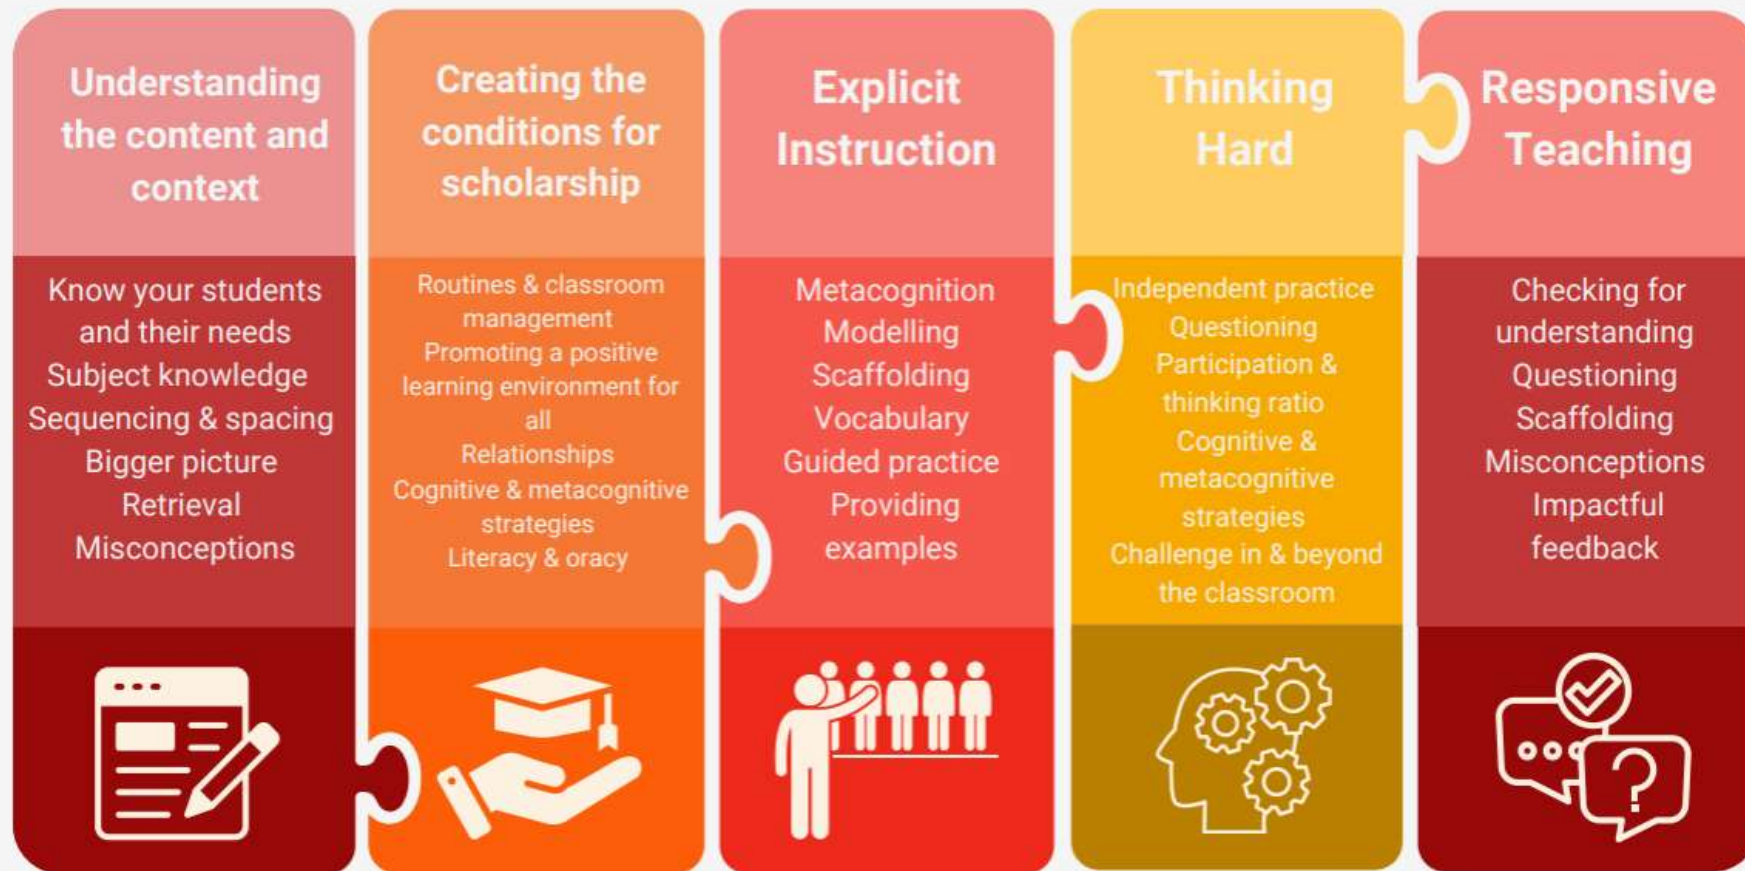 Understanding
the content and
context
Know your students
and their needs
Subject knowledge
Sequencing & spacing
Bigger picture
Retrieval
Misconceptions
Creating the
conditions for
scholarship
Routines & classroom
management
Promoting a positive
learning environment for
all
Relationships
Cognitive & metacognitive
strategies
Literacy & oracy
Explicit
Instruction
Metacognition
Modelling
Scaffolding
Vocabulary
Guided practice
Providing
examples
Thinking
Hard
Independent practice
Questioning
Participation &
thinking ratio
Cognitive &
metacognitive
strategies
Challenge in & beyond
the classroom
Responsive
Teaching
Checking for
understanding
Questioning
Scaffolding
Misconceptions
Impactful
feedback
?